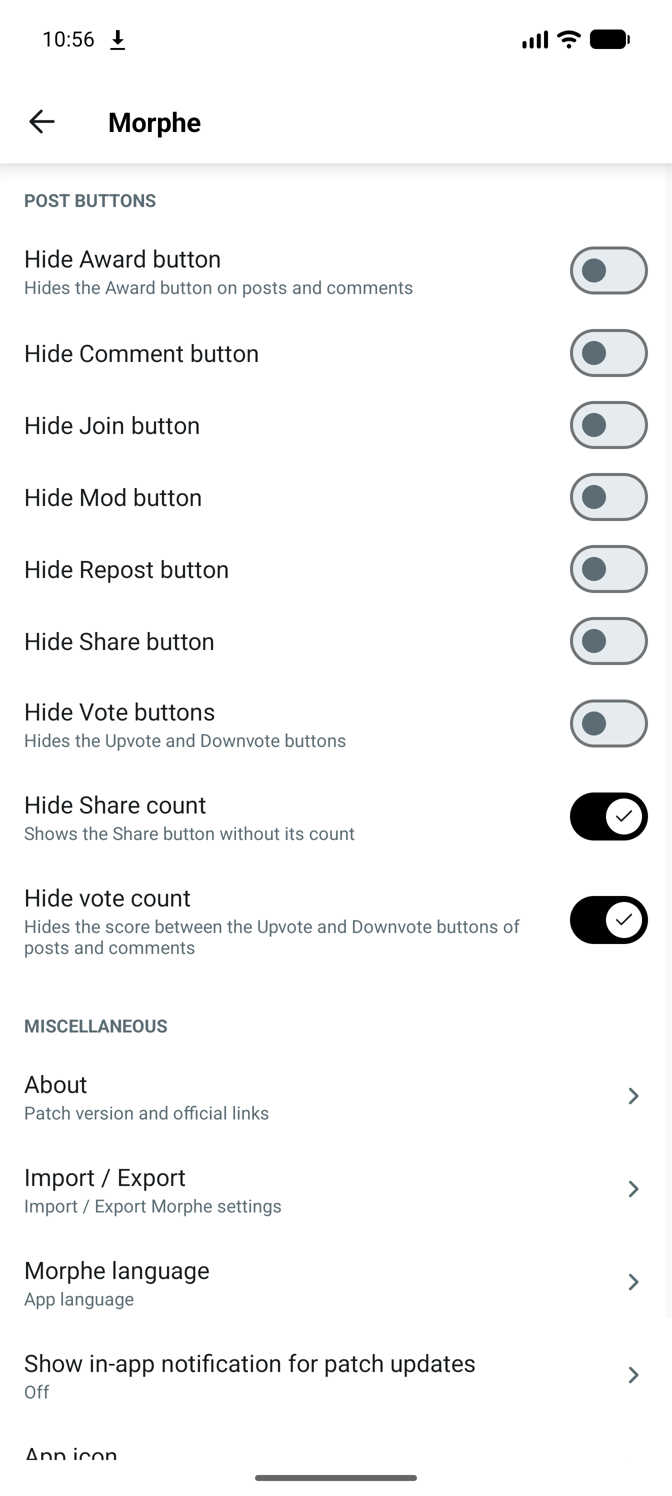 10:56
Morphe
POST BUTTONS
Hide Award button
Hides the Award button on posts and comments
Hide Comment button
Hide Join button
Hide Mod button
Hide Repost button
Hide Share button
Hide Vote buttons
Hides the Upvote and Downvote buttons
Hide Share count
Shows the Share button without its count
Hide vote count
Hides the score between the Upvote and Downvote buttons of
posts and comments
MISCELLANEOUS
About
Patch version and official links
Import / Export
Import / Export Morphe settings
Morphe language
App language
Show in-app notification for patch updates
Off
App icon